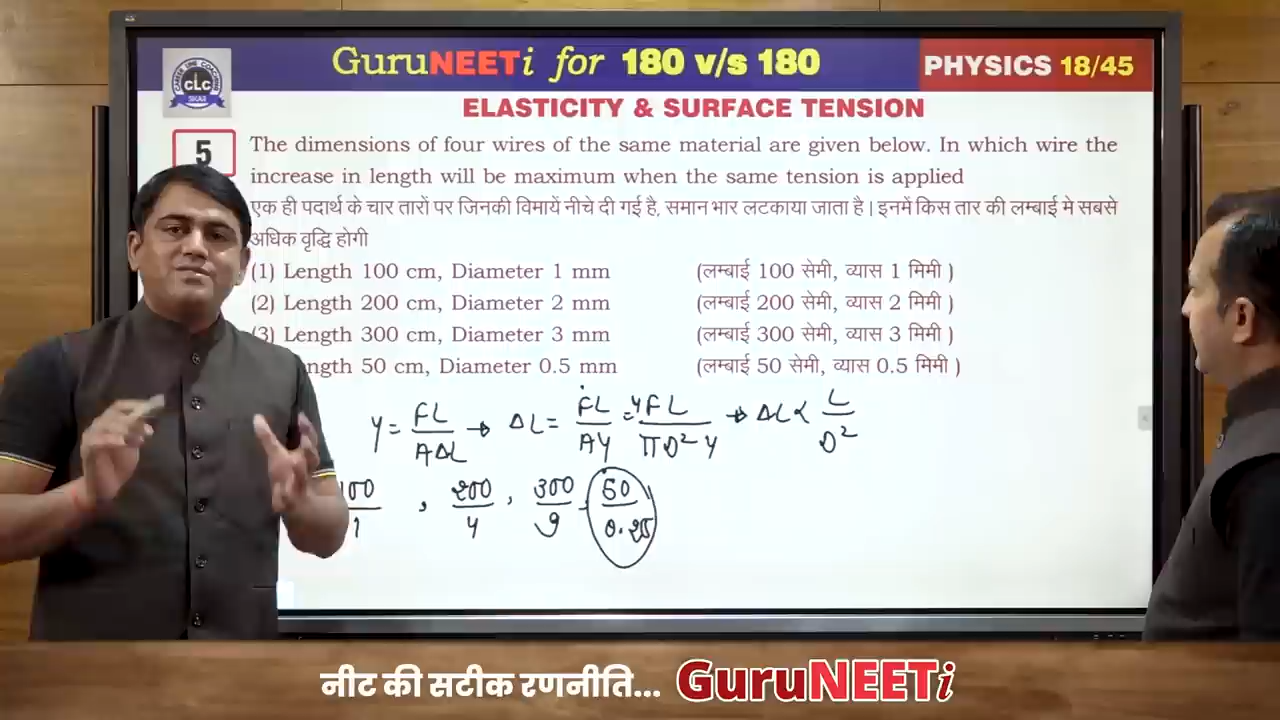 GuruNEETi for 180 v/s 180
PHYSICS 18/45
CLC
SIKAR
ELASTICITY & SURFACE TENSION
5
The dimensions of four wires of the same material are given below. In which wire the
increase in length will be maximum when the same tension is applied
एक ही पदार्थ के चार तारों पर जिनकी विमायें नीचे दी गई है, समान भार लटकाया जाता है। इनमें किस तार की लम्बाई मे सबसे
अधिक वृद्धि होगी
(1) Length 100 cm, Diameter 1 mm (लम्बाई 100 सेमी, व्यास 1 मिमी )
(2) Length 200 cm, Diameter 2 mm (लम्बाई 200 सेमी, व्यास 2 मिमी )
(3) Length 300 cm, Diameter 3 mm (लम्बाई 300 सेमी, व्यास 3 मिमी )
ngth 50 cm, Diameter 0.5 mm (लम्बाई 50 सेमी, व्यास 0.5 मिमी )
Y = FL/AΔL → ΔL = FL/AY = 4FL/πD²Y → ΔL ∝ L/D²
100/1 , 200/4 , 300/9 , 50/0.25
नीट की सटीक रणनीति... GuruNEETi